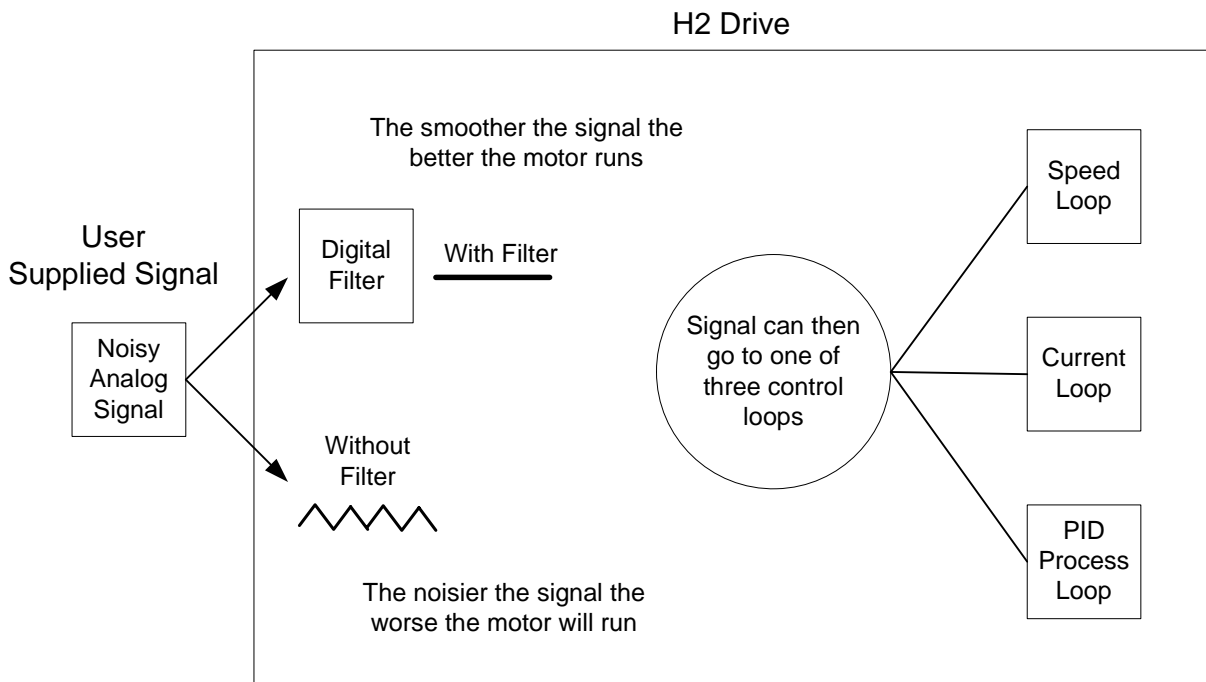 H2 Drive
The smoother the signal the
better the motor runs
User
Supplied Signal
Noisy
Analog
Signal
Digital
Filter
With Filter
Without
Filter
The noisier the signal the
worse the motor will run
Signal can then
go to one of
three control
loops
Speed
Loop
Current
Loop
PID
Process
Loop